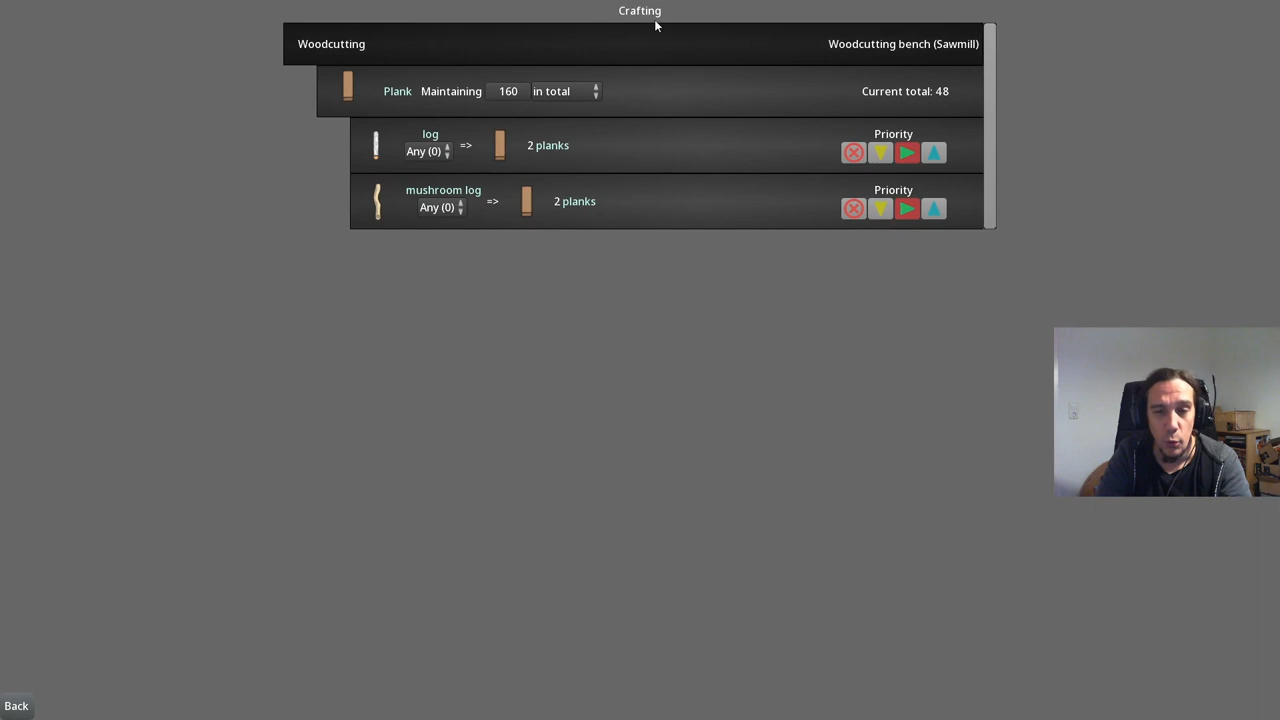 Crafting
Woodcutting Woodcutting bench (Sawmill)
Plank Maintaining 160 in total Current total: 48
log Priority
Any (0) => 2 planks
mushroom log Priority
Any (0) => 2 planks
Back